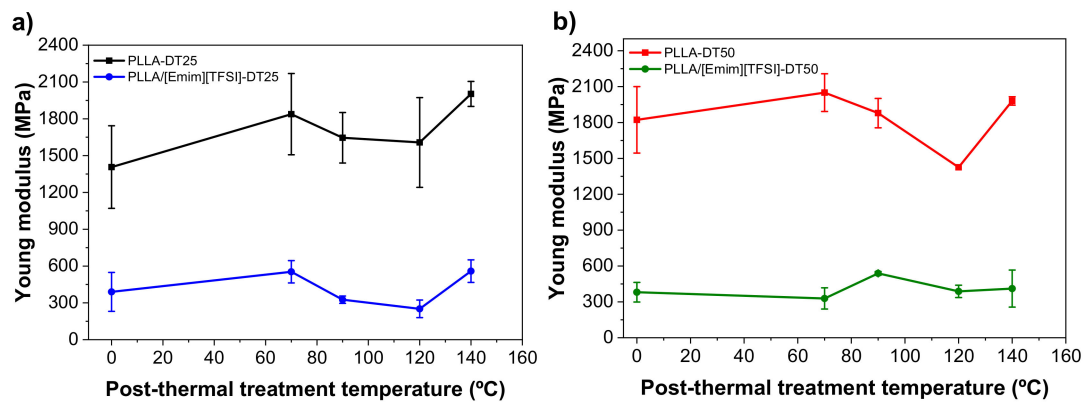 a)
2400
2100
1800
1500
1200
900
600
300
0
Young modulus (MPa)
PLLA-DT25
PLLA/[Emim][TFSI]-DT25
0 20 40 60 80 100 120 140 160
Post-thermal treatment temperature (ºC)
b)
2400
2100
1800
1500
1200
900
600
300
0
Young modulus (MPa)
PLLA-DT50
PLLA/[Emim][TFSI]-DT50
0 20 40 60 80 100 120 140 160
Post-thermal treatment temperature (ºC)